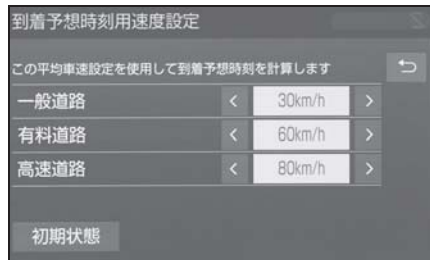 到着予想時刻用速度設定
この平均車速設定を使用して到着予想時刻を計算します
一般道路 < 30km/h >
有料道路 < 60km/h >
高速道路 < 80km/h >
初期状態